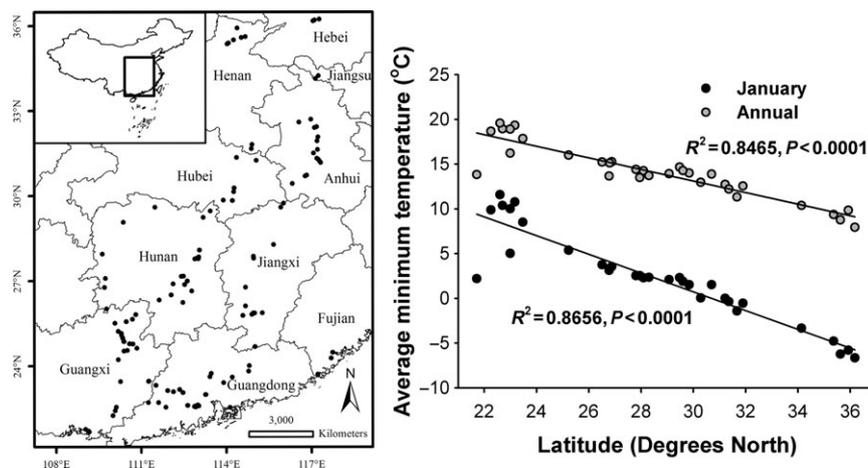 36°N
33°N
30°N
27°N
24°N
108°E
111°E
114°E
117°E
Hebei
Henan
Jiangsu
Hubei
Anhui
Hunan
Jiangxi
Fujian
Guangxi
Guangdong
N
3,000
Kilometers
Average minimum temperature (°C)
25
20
15
10
5
0
–5
–10
January
Annual
R²=0.8465, P<0.0001
R²=0.8656, P<0.0001
22 24 26 28 30 32 34 36
Latitude (Degrees North)